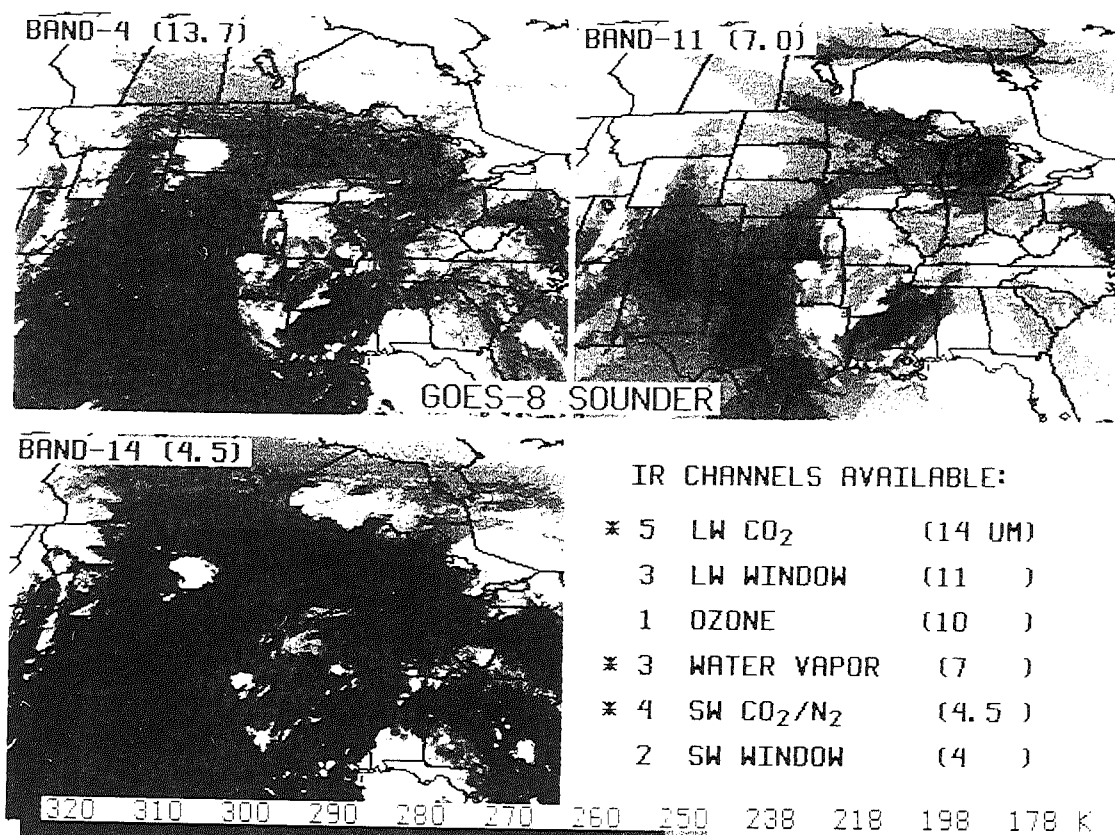 BAND-4 (13.7)
BAND-11 (7.0)
GOES-8 SOUNDER
BAND-14 (4.5)
IR CHANNELS AVAILABLE:
* 5 LW CO₂ (14 UM)
3 LW WINDOW (11 )
1 OZONE (10 )
* 3 WATER VAPOR (7 )
* 4 SW CO₂/N₂ (4.5 )
2 SW WINDOW (4 )
320 310 300 290 280 270 260 250 238 218 198 178 K